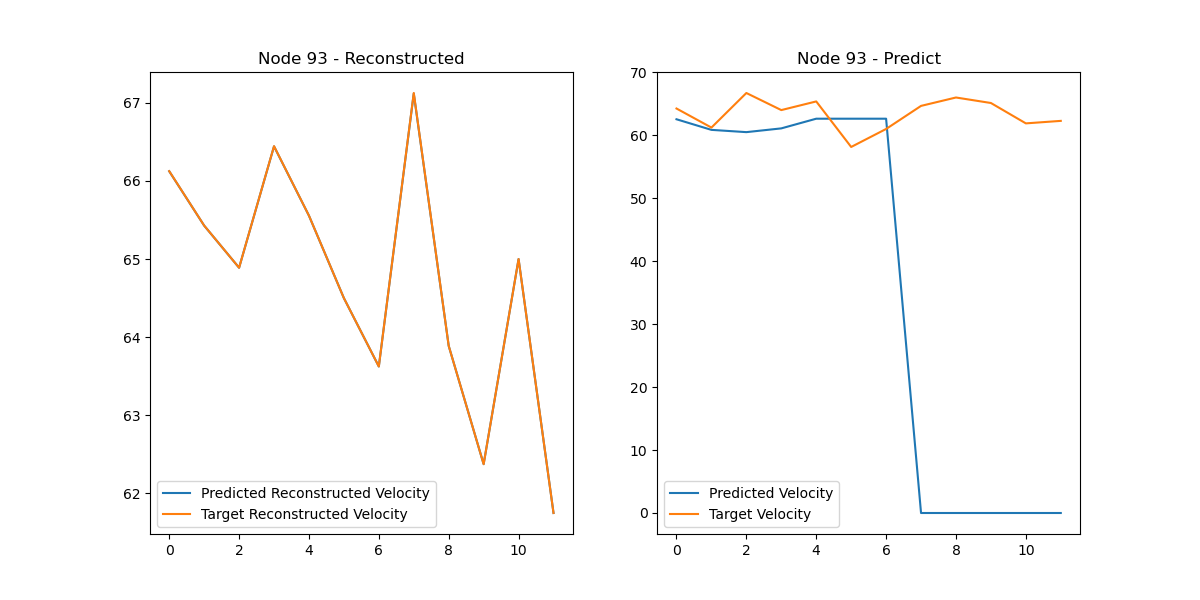 Node 93 - Reconstructed
67
66
65
64
63
62
0 2 4 6 8 10
Predicted Reconstructed Velocity
Target Reconstructed Velocity
Node 93 - Predict
70
60
50
40
30
20
10
0
0 2 4 6 8 10
Predicted Velocity
Target Velocity